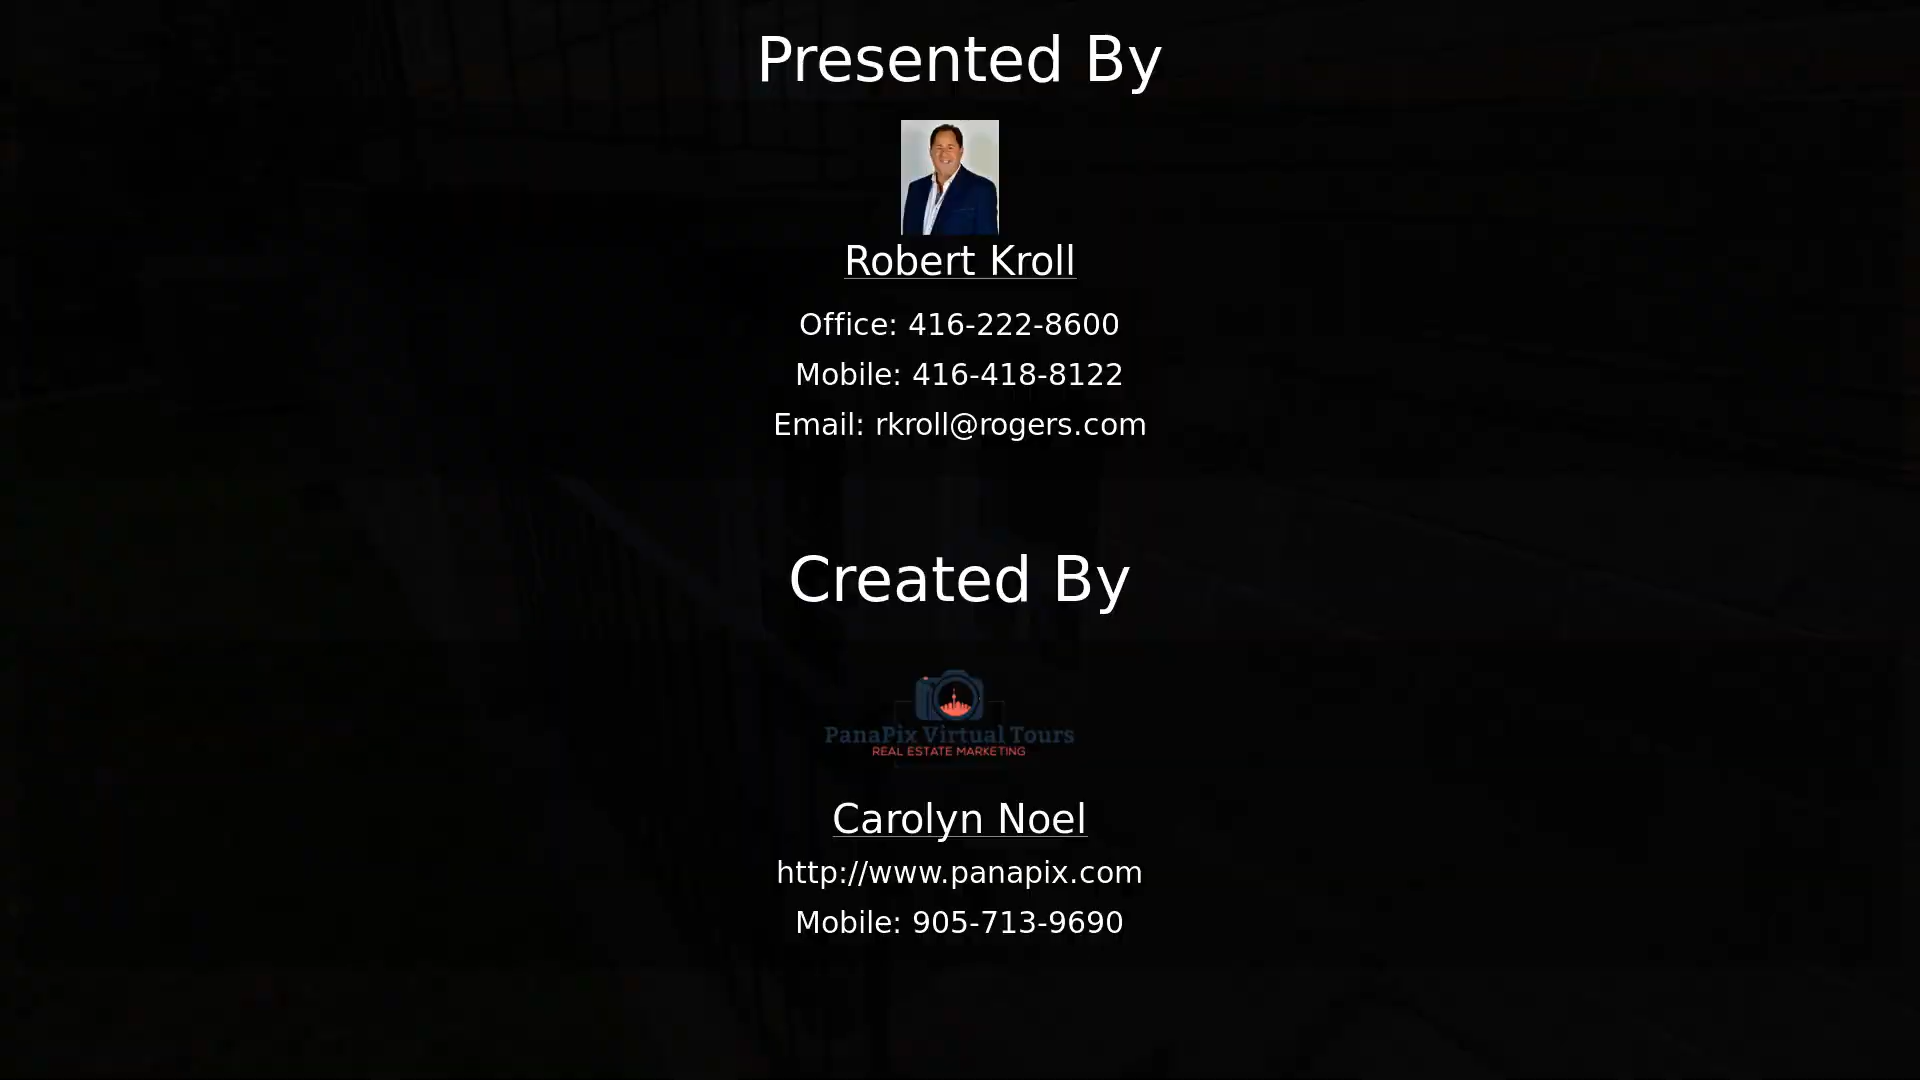 Presented By
Robert Kroll
Office: 416-222-8600
Mobile: 416-418-8122
Email: rkroll@rogers.com
Created By
PanaPix Virtual Tours
REAL ESTATE MARKETING
Carolyn Noel
http://www.panapix.com
Mobile: 905-713-9690